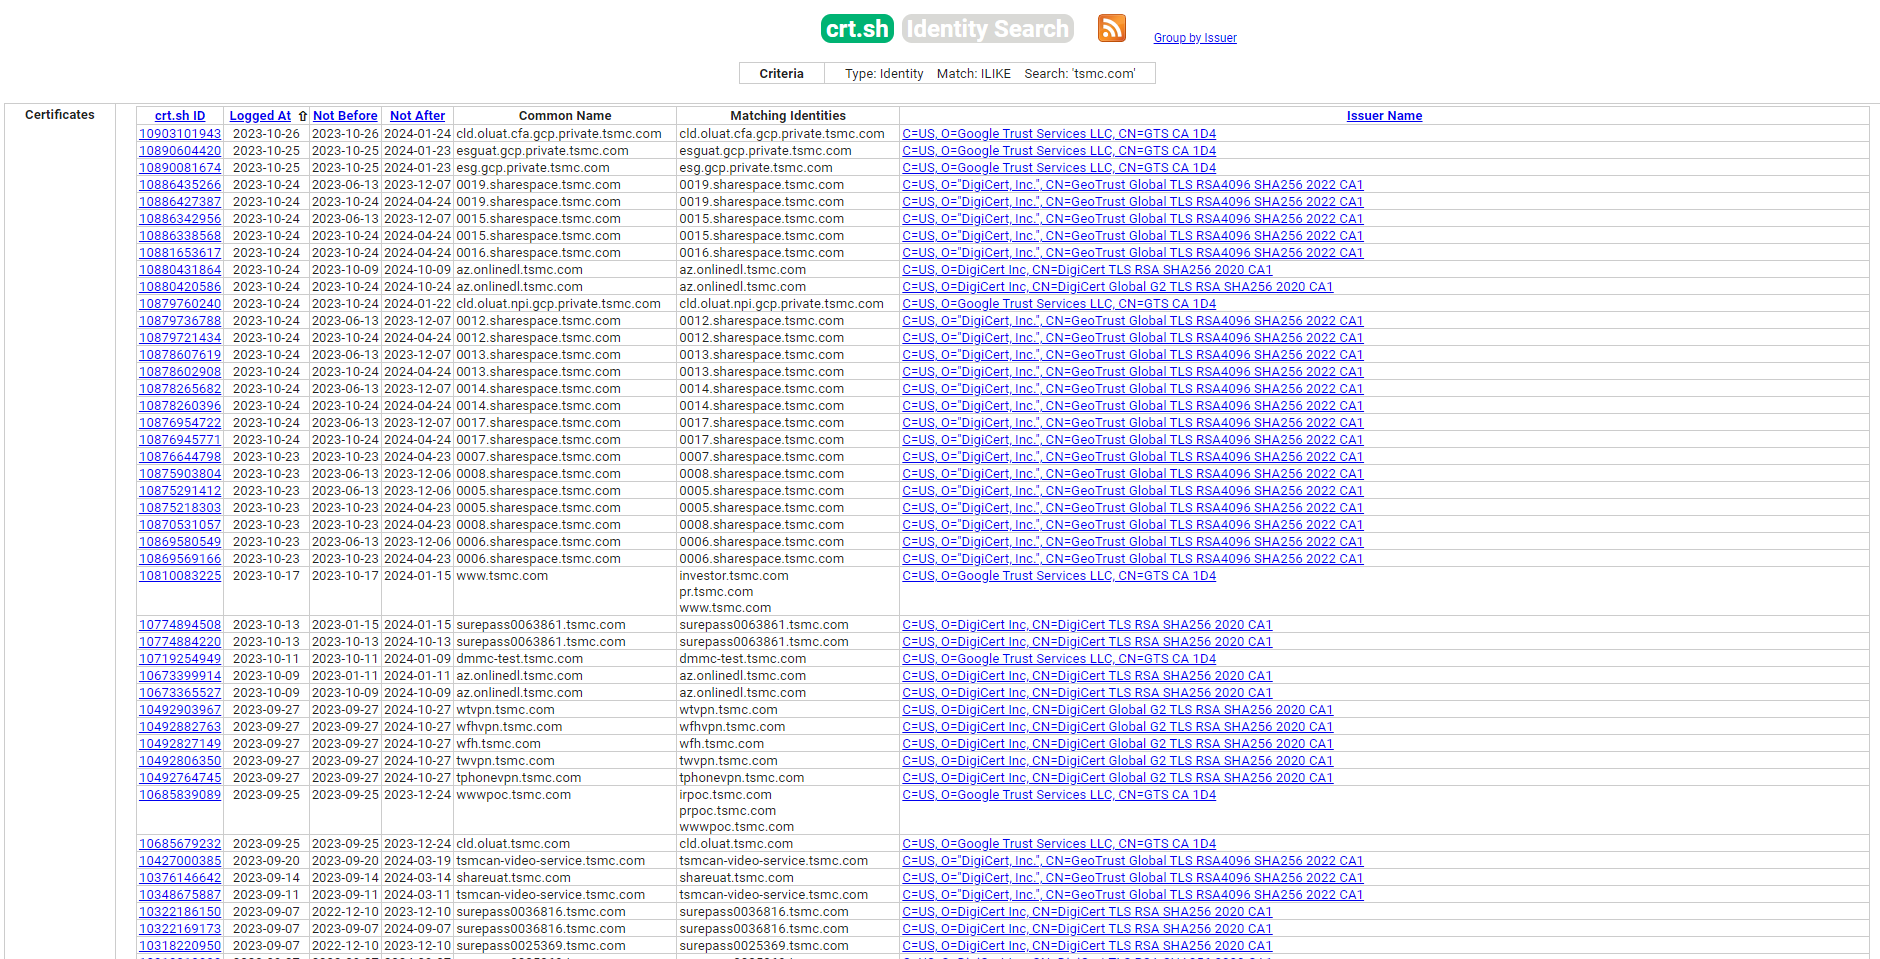 crt.sh Identity Search Group by Issuer
Criteria Type: Identity Match: ILIKE Search: 'tsmc.com'
Certificates
crt.sh ID Logged At ⇧ Not Before Not After Common Name Matching Identities Issuer Name
10903101943 2023-10-26 2023-10-26 2024-01-24 cld.oluat.cfa.gcp.private.tsmc.com cld.oluat.cfa.gcp.private.tsmc.com C=US, O=Google Trust Services LLC, CN=GTS CA 1D4
10890604420 2023-10-25 2023-10-25 2024-01-23 esguat.gcp.private.tsmc.com esguat.gcp.private.tsmc.com C=US, O=Google Trust Services LLC, CN=GTS CA 1D4
10890081674 2023-10-25 2023-10-25 2024-01-23 esg.gcp.private.tsmc.com esg.gcp.private.tsmc.com C=US, O=Google Trust Services LLC, CN=GTS CA 1D4
10886435266 2023-10-24 2023-06-13 2023-12-07 0019.sharespace.tsmc.com 0019.sharespace.tsmc.com C=US, O="DigiCert, Inc.", CN=GeoTrust Global TLS RSA4096 SHA256 2022 CA1
10886427387 2023-10-24 2023-10-24 2024-04-24 0019.sharespace.tsmc.com 0019.sharespace.tsmc.com C=US, O="DigiCert, Inc.", CN=GeoTrust Global TLS RSA4096 SHA256 2022 CA1
10886342956 2023-10-24 2023-06-13 2023-12-07 0015.sharespace.tsmc.com 0015.sharespace.tsmc.com C=US, O="DigiCert, Inc.", CN=GeoTrust Global TLS RSA4096 SHA256 2022 CA1
10886338568 2023-10-24 2023-10-24 2024-04-24 0015.sharespace.tsmc.com 0015.sharespace.tsmc.com C=US, O="DigiCert, Inc.", CN=GeoTrust Global TLS RSA4096 SHA256 2022 CA1
10881653617 2023-10-24 2023-10-24 2024-04-24 0016.sharespace.tsmc.com 0016.sharespace.tsmc.com C=US, O="DigiCert, Inc.", CN=GeoTrust Global TLS RSA4096 SHA256 2022 CA1
10880431864 2023-10-24 2023-10-09 2024-10-09 az.onlinedl.tsmc.com az.onlinedl.tsmc.com C=US, O=DigiCert Inc, CN=DigiCert TLS RSA SHA256 2020 CA1
10880420586 2023-10-24 2023-10-24 2024-10-24 az.onlinedl.tsmc.com az.onlinedl.tsmc.com C=US, O=DigiCert Inc, CN=DigiCert Global G2 TLS RSA SHA256 2020 CA1
10879760240 2023-10-24 2023-10-24 2024-01-22 cld.oluat.npi.gcp.private.tsmc.com cld.oluat.npi.gcp.private.tsmc.com C=US, O=Google Trust Services LLC, CN=GTS CA 1D4
10879736788 2023-10-24 2023-06-13 2023-12-07 0012.sharespace.tsmc.com 0012.sharespace.tsmc.com C=US, O="DigiCert, Inc.", CN=GeoTrust Global TLS RSA4096 SHA256 2022 CA1
10879721434 2023-10-24 2023-10-24 2024-04-24 0012.sharespace.tsmc.com 0012.sharespace.tsmc.com C=US, O="DigiCert, Inc.", CN=GeoTrust Global TLS RSA4096 SHA256 2022 CA1
10878607619 2023-10-24 2023-06-13 2023-12-07 0013.sharespace.tsmc.com 0013.sharespace.tsmc.com C=US, O="DigiCert, Inc.", CN=GeoTrust Global TLS RSA4096 SHA256 2022 CA1
10878602908 2023-10-24 2023-10-24 2024-04-24 0013.sharespace.tsmc.com 0013.sharespace.tsmc.com C=US, O="DigiCert, Inc.", CN=GeoTrust Global TLS RSA4096 SHA256 2022 CA1
10878265682 2023-10-24 2023-06-13 2023-12-07 0014.sharespace.tsmc.com 0014.sharespace.tsmc.com C=US, O="DigiCert, Inc.", CN=GeoTrust Global TLS RSA4096 SHA256 2022 CA1
10878260396 2023-10-24 2023-10-24 2024-04-24 0014.sharespace.tsmc.com 0014.sharespace.tsmc.com C=US, O="DigiCert, Inc.", CN=GeoTrust Global TLS RSA4096 SHA256 2022 CA1
10876954722 2023-10-24 2023-06-13 2023-12-07 0017.sharespace.tsmc.com 0017.sharespace.tsmc.com C=US, O="DigiCert, Inc.", CN=GeoTrust Global TLS RSA4096 SHA256 2022 CA1
10876945771 2023-10-24 2023-10-24 2024-04-24 0017.sharespace.tsmc.com 0017.sharespace.tsmc.com C=US, O="DigiCert, Inc.", CN=GeoTrust Global TLS RSA4096 SHA256 2022 CA1
10876644798 2023-10-23 2023-10-23 2024-04-23 0007.sharespace.tsmc.com 0007.sharespace.tsmc.com C=US, O="DigiCert, Inc.", CN=GeoTrust Global TLS RSA4096 SHA256 2022 CA1
10875903804 2023-10-23 2023-06-13 2023-12-06 0008.sharespace.tsmc.com 0008.sharespace.tsmc.com C=US, O="DigiCert, Inc.", CN=GeoTrust Global TLS RSA4096 SHA256 2022 CA1
10875291412 2023-10-23 2023-06-13 2023-12-06 0005.sharespace.tsmc.com 0005.sharespace.tsmc.com C=US, O="DigiCert, Inc.", CN=GeoTrust Global TLS RSA4096 SHA256 2022 CA1
10875218303 2023-10-23 2023-10-23 2024-04-23 0005.sharespace.tsmc.com 0005.sharespace.tsmc.com C=US, O="DigiCert, Inc.", CN=GeoTrust Global TLS RSA4096 SHA256 2022 CA1
10870531057 2023-10-23 2023-10-23 2024-04-23 0008.sharespace.tsmc.com 0008.sharespace.tsmc.com C=US, O="DigiCert, Inc.", CN=GeoTrust Global TLS RSA4096 SHA256 2022 CA1
10869580549 2023-10-23 2023-06-13 2023-12-06 0006.sharespace.tsmc.com 0006.sharespace.tsmc.com C=US, O="DigiCert, Inc.", CN=GeoTrust Global TLS RSA4096 SHA256 2022 CA1
10869569166 2023-10-23 2023-10-23 2024-04-23 0006.sharespace.tsmc.com 0006.sharespace.tsmc.com C=US, O="DigiCert, Inc.", CN=GeoTrust Global TLS RSA4096 SHA256 2022 CA1
10810083225 2023-10-17 2023-10-17 2024-01-15 www.tsmc.com investor.tsmc.com C=US, O=Google Trust Services LLC, CN=GTS CA 1D4
pr.tsmc.com
www.tsmc.com
10774894508 2023-10-13 2023-01-15 2024-01-15 surepass0063861.tsmc.com surepass0063861.tsmc.com C=US, O=DigiCert Inc, CN=DigiCert TLS RSA SHA256 2020 CA1
10774884220 2023-10-13 2023-10-13 2024-10-13 surepass0063861.tsmc.com surepass0063861.tsmc.com C=US, O=DigiCert Inc, CN=DigiCert TLS RSA SHA256 2020 CA1
10719254949 2023-10-11 2023-10-11 2024-01-09 dmmc-test.tsmc.com dmmc-test.tsmc.com C=US, O=Google Trust Services LLC, CN=GTS CA 1D4
10673399914 2023-10-09 2023-01-11 2024-01-11 az.onlinedl.tsmc.com az.onlinedl.tsmc.com C=US, O=DigiCert Inc, CN=DigiCert TLS RSA SHA256 2020 CA1
10673365527 2023-10-09 2023-10-09 2024-10-09 az.onlinedl.tsmc.com az.onlinedl.tsmc.com C=US, O=DigiCert Inc, CN=DigiCert TLS RSA SHA256 2020 CA1
10492903967 2023-09-27 2023-09-27 2024-10-27 wtvpn.tsmc.com wtvpn.tsmc.com C=US, O=DigiCert Inc, CN=DigiCert Global G2 TLS RSA SHA256 2020 CA1
10492882763 2023-09-27 2023-09-27 2024-10-27 wfhvpn.tsmc.com wfhvpn.tsmc.com C=US, O=DigiCert Inc, CN=DigiCert Global G2 TLS RSA SHA256 2020 CA1
10492827149 2023-09-27 2023-09-27 2024-10-27 wfh.tsmc.com wfh.tsmc.com C=US, O=DigiCert Inc, CN=DigiCert Global G2 TLS RSA SHA256 2020 CA1
10492806350 2023-09-27 2023-09-27 2024-10-27 twvpn.tsmc.com twvpn.tsmc.com C=US, O=DigiCert Inc, CN=DigiCert Global G2 TLS RSA SHA256 2020 CA1
10492764745 2023-09-27 2023-09-27 2024-10-27 tphonevpn.tsmc.com tphonevpn.tsmc.com C=US, O=DigiCert Inc, CN=DigiCert Global G2 TLS RSA SHA256 2020 CA1
10685839089 2023-09-25 2023-09-25 2023-12-24 wwwpoc.tsmc.com irpoc.tsmc.com C=US, O=Google Trust Services LLC, CN=GTS CA 1D4
prpoc.tsmc.com
wwwpoc.tsmc.com
10685679232 2023-09-25 2023-09-25 2023-12-24 cld.oluat.tsmc.com cld.oluat.tsmc.com C=US, O=Google Trust Services LLC, CN=GTS CA 1D4
10427000385 2023-09-20 2023-09-20 2024-03-19 tsmcan-video-service.tsmc.com tsmcan-video-service.tsmc.com C=US, O="DigiCert, Inc.", CN=GeoTrust Global TLS RSA4096 SHA256 2022 CA1
10376146642 2023-09-14 2023-09-14 2024-03-14 shareuat.tsmc.com shareuat.tsmc.com C=US, O="DigiCert, Inc.", CN=GeoTrust Global TLS RSA4096 SHA256 2022 CA1
10348675887 2023-09-11 2023-09-11 2024-03-11 tsmcan-video-service.tsmc.com tsmcan-video-service.tsmc.com C=US, O="DigiCert, Inc.", CN=GeoTrust Global TLS RSA4096 SHA256 2022 CA1
10322186150 2023-09-07 2022-12-10 2023-12-10 surepass0036816.tsmc.com surepass0036816.tsmc.com C=US, O=DigiCert Inc, CN=DigiCert TLS RSA SHA256 2020 CA1
10322169173 2023-09-07 2023-09-07 2024-09-07 surepass0036816.tsmc.com surepass0036816.tsmc.com C=US, O=DigiCert Inc, CN=DigiCert TLS RSA SHA256 2020 CA1
10318220950 2023-09-07 2022-12-10 2023-12-10 surepass0025369.tsmc.com surepass0025369.tsmc.com C=US, O=DigiCert Inc, CN=DigiCert TLS RSA SHA256 2020 CA1